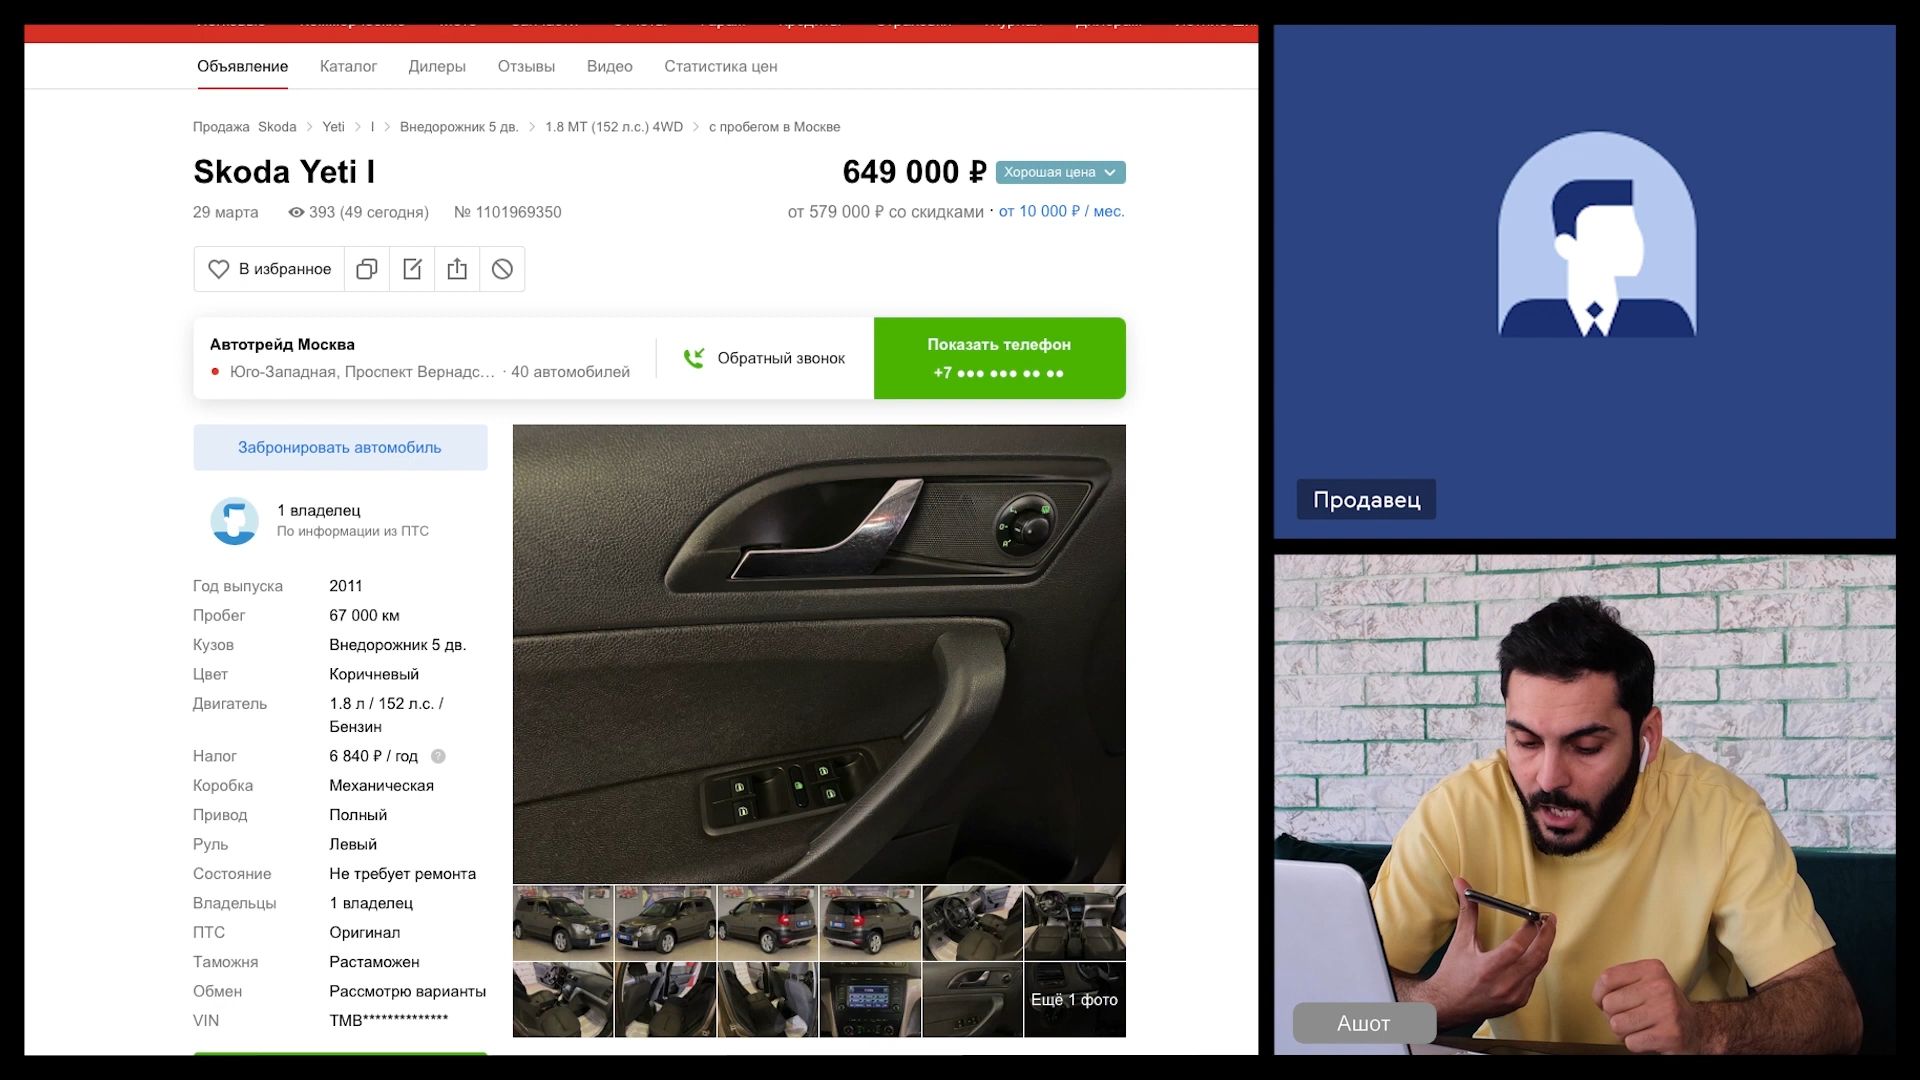 Объявление Каталог Дилеры Отзывы Видео Статистика цен
Продажа Skoda > Yeti > I > Внедорожник 5 дв. > 1.8 MT (152 л.с.) 4WD > с пробегом в Москве
Skoda Yeti I
649 000 ₽ Хорошая цена
29 марта 393 (49 сегодня) № 1101969350
от 579 000 ₽ со скидками · от 10 000 ₽ / мес.
В избранное
Автотрейд Москва
Юго-Западная, Проспект Вернадс... · 40 автомобилей
Обратный звонок
Показать телефон
+7 ●●● ●●● ●● ●●
Забронировать автомобиль
1 владелец
По информации из ПТС
Год выпуска 2011
Пробег 67 000 км
Кузов Внедорожник 5 дв.
Цвет Коричневый
Двигатель 1.8 л / 152 л.с. /
Бензин
Налог 6 840 ₽ / год ?
Коробка Механическая
Привод Полный
Руль Левый
Состояние Не требует ремонта
Владельцы 1 владелец
ПТС Оригинал
Таможня Растаможен
Обмен Рассмотрю варианты
VIN TMB**************
Ещё 1 фото
Продавец
Ашот